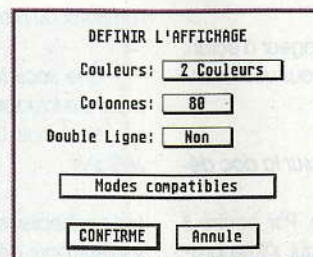 DEFINIR L'AFFICHAGE
Couleurs: 2 Couleurs
Colonnes: 80
Double Ligne: Non
Modes compatibles
CONFIRME Annule